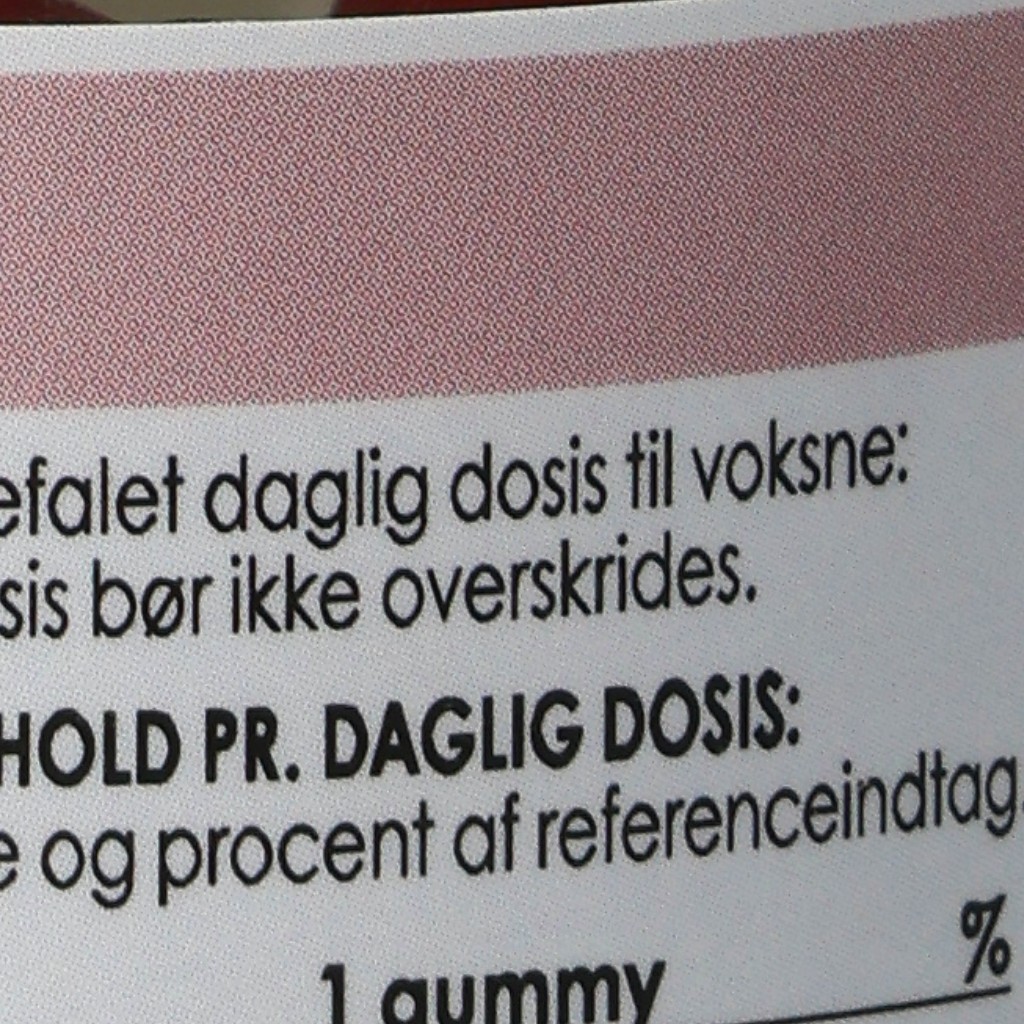 efalet daglig dosis til voksne:
sis bør ikke overskrides.
HOLD PR. DAGLIG DOSIS:
e og procent af referenceindtag
%
1 gummy